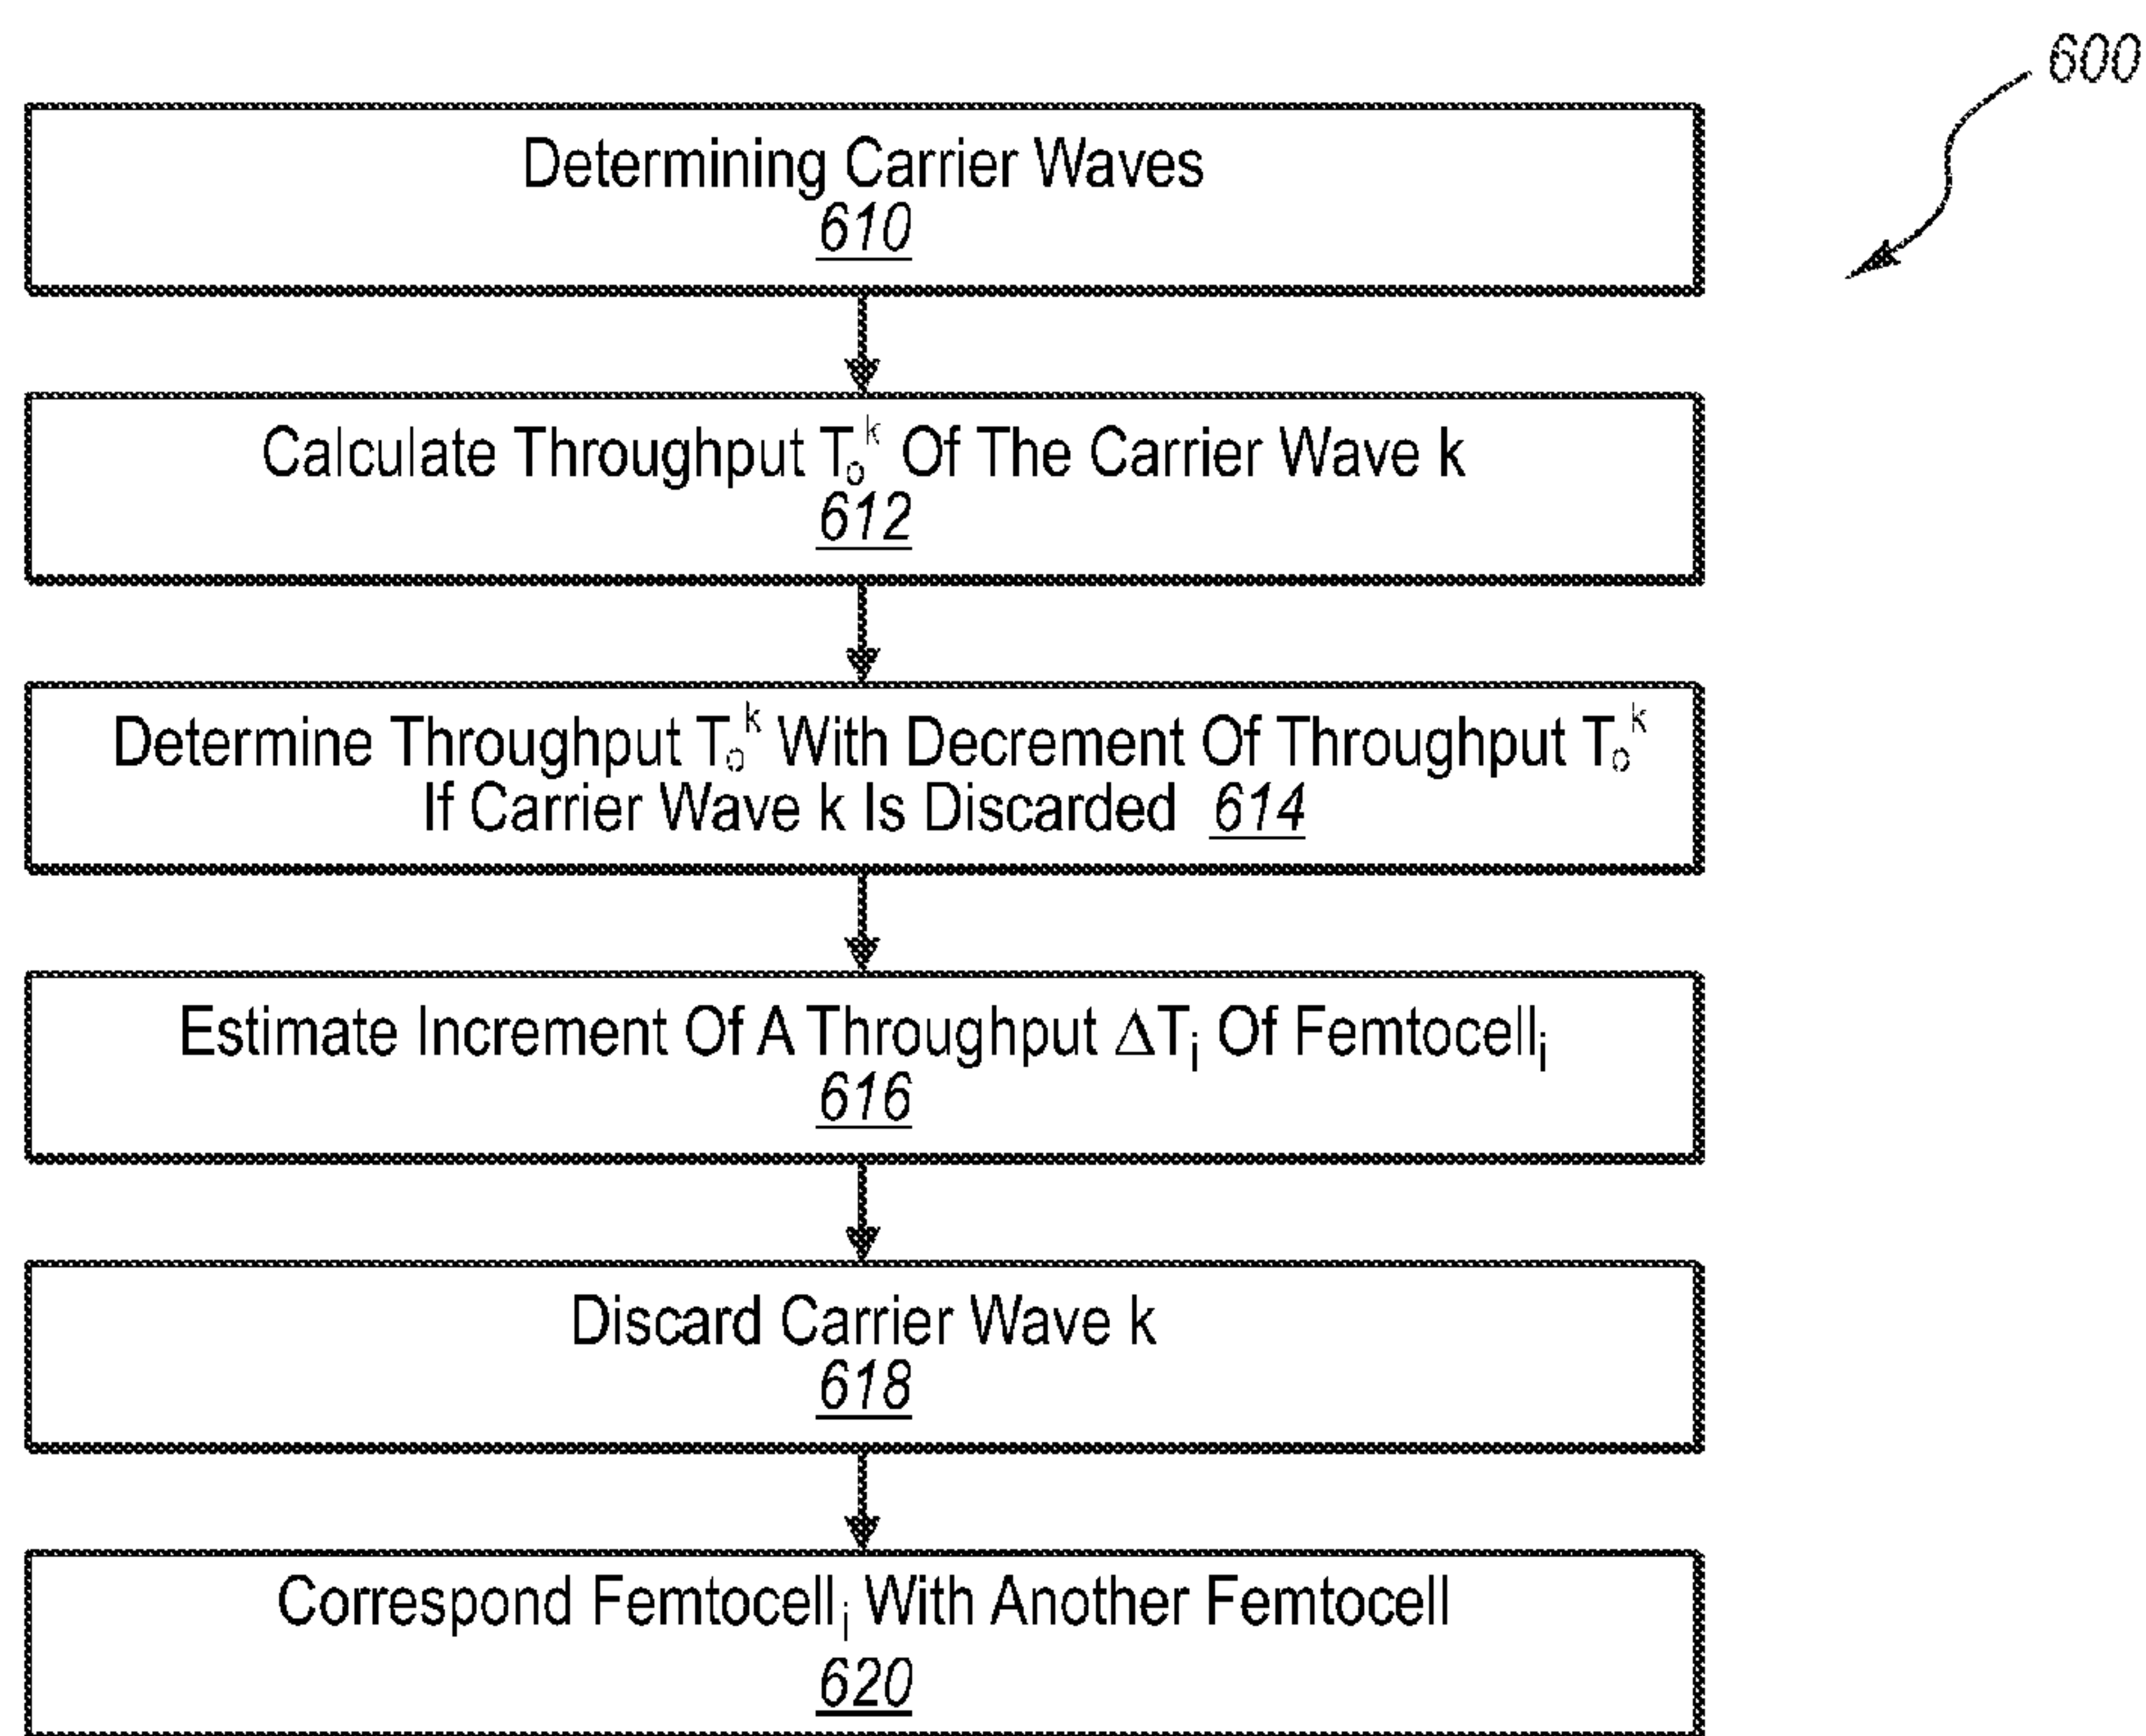 600
Determining Carrier Waves
610
Calculate Throughput T₀ᵏ Of The Carrier Wave k
612
Determine Throughput T₀ᵏ With Decrement Of Throughput T₀ᵏ
If Carrier Wave k Is Discarded 614
Estimate Increment Of A Throughput ΔTᵢ Of Femtocellᵢ
616
Discard Carrier Wave k
618
Correspond Femtocellᵢ With Another Femtocell
620